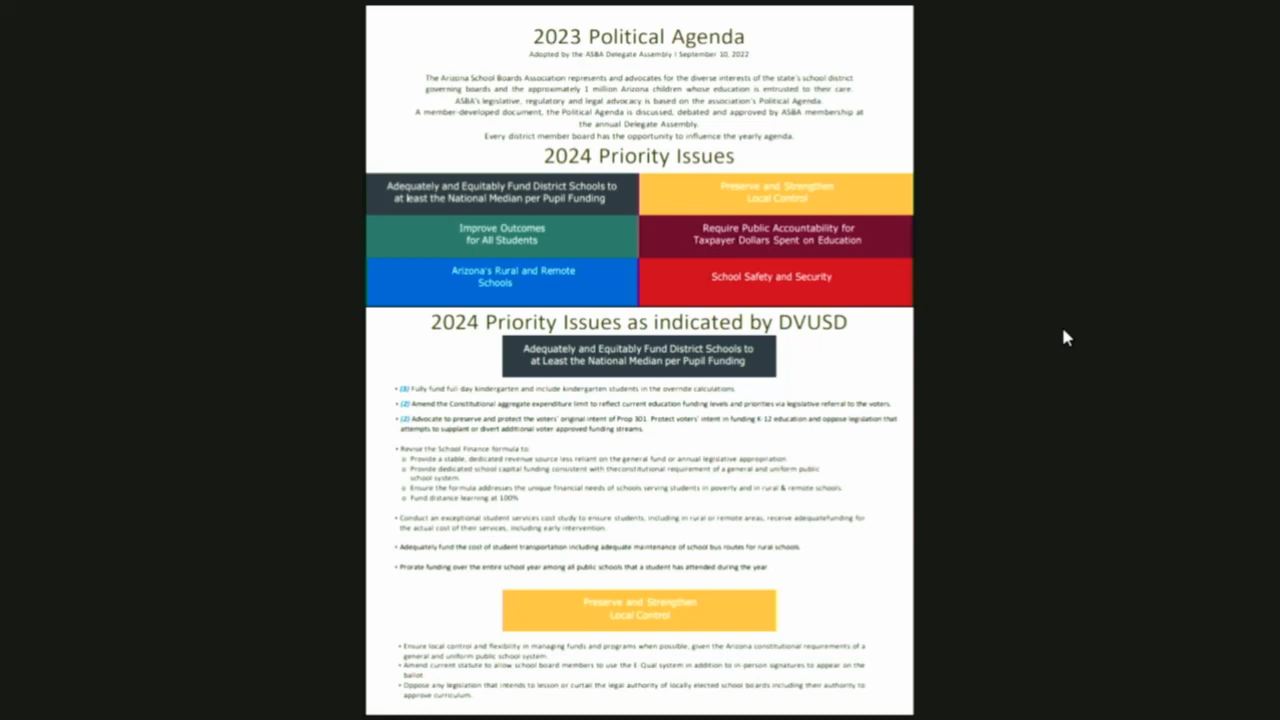 2023 Political Agenda
Adopted by the ASBA Delegate Assembly | September 10, 2022
The Arizona School Boards Association represents and advocates for the diverse interests of the state's school district
governing boards and the approximately 1 million Arizona children whose education is entrusted to their care.
ASBA's legislative, regulatory and legal advocacy is based on the association's Political Agenda.
A member-developed document, the Political Agenda is discussed, debated and approved by ASBA membership at
the annual Delegate Assembly.
Every district member board has the opportunity to influence the yearly agenda.
2024 Priority Issues
Adequately and Equitably Fund District Schools to
at least the National Median per Pupil Funding
Preserve and Strengthen
Local Control
Improve Outcomes
for All Students
Require Public Accountability for
Taxpayer Dollars Spent on Education
Arizona's Rural and Remote
Schools
School Safety and Security
2024 Priority Issues as indicated by DVUSD
Adequately and Equitably Fund District Schools to
at Least the National Median per Pupil Funding
• Fully fund full-day kindergarten and include kindergarten students in the override calculations.
• (2) Amend the Constitutional aggregate expenditure limit to reflect current education funding levels and priorities via legislative referral to the voters.
• (2) Advocate to preserve and protect the voters' original intent of Prop 301. Protect voters' intent in funding K-12 education and oppose legislation that
attempts to supplant or divert additional voter approved funding streams.
• Revise the School Finance formula to:
o Provide a stable, dedicated revenue source less reliant on the general fund or annual legislative appropriation.
o Provide dedicated school capital funding consistent with theconstitutional requirement of a general and uniform public
school system.
o Ensure the formula addresses the unique financial needs of schools serving students in poverty and in rural & remote schools.
o Fund distance learning at 100%
• Conduct an exceptional student services cost study to ensure students, including in rural or remote areas, receive adequatefunding for
the actual cost of their services, including early intervention.
• Adequately fund the cost of student transportation including adequate maintenance of school bus routes for rural schools.
• Prorate funding over the entire school year among all public schools that a student has attended during the year
Preserve and Strengthen
Local Control
• Ensure local control and flexibility in managing funds and programs when possible, given the Arizona constitutional requirements of a
general and uniform public school system.
• Amend current statute to allow school board members to use the E-Qual system in addition to in-person signatures to appear on the
ballot
• Oppose any legislation that intends to lesson or curtail the legal authority of locally elected school boards including their authority to
approve curriculum.